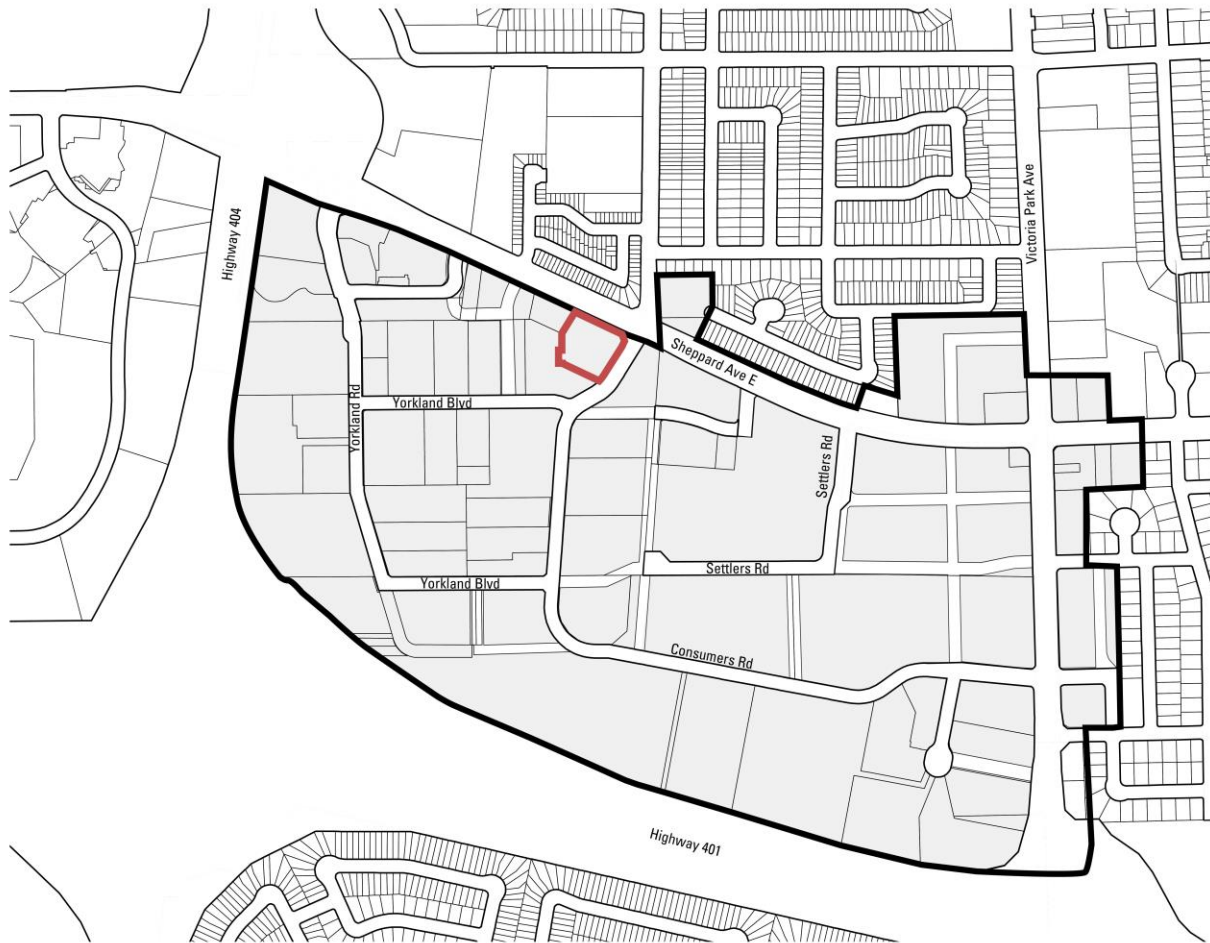 Highway 404
Victoria Park Ave
Sheppard Ave E
Yorkland Rd
Yorkland Blvd
Settlers Rd
Settlers Rd
Yorkland Blvd
Consumers Rd
Highway 401